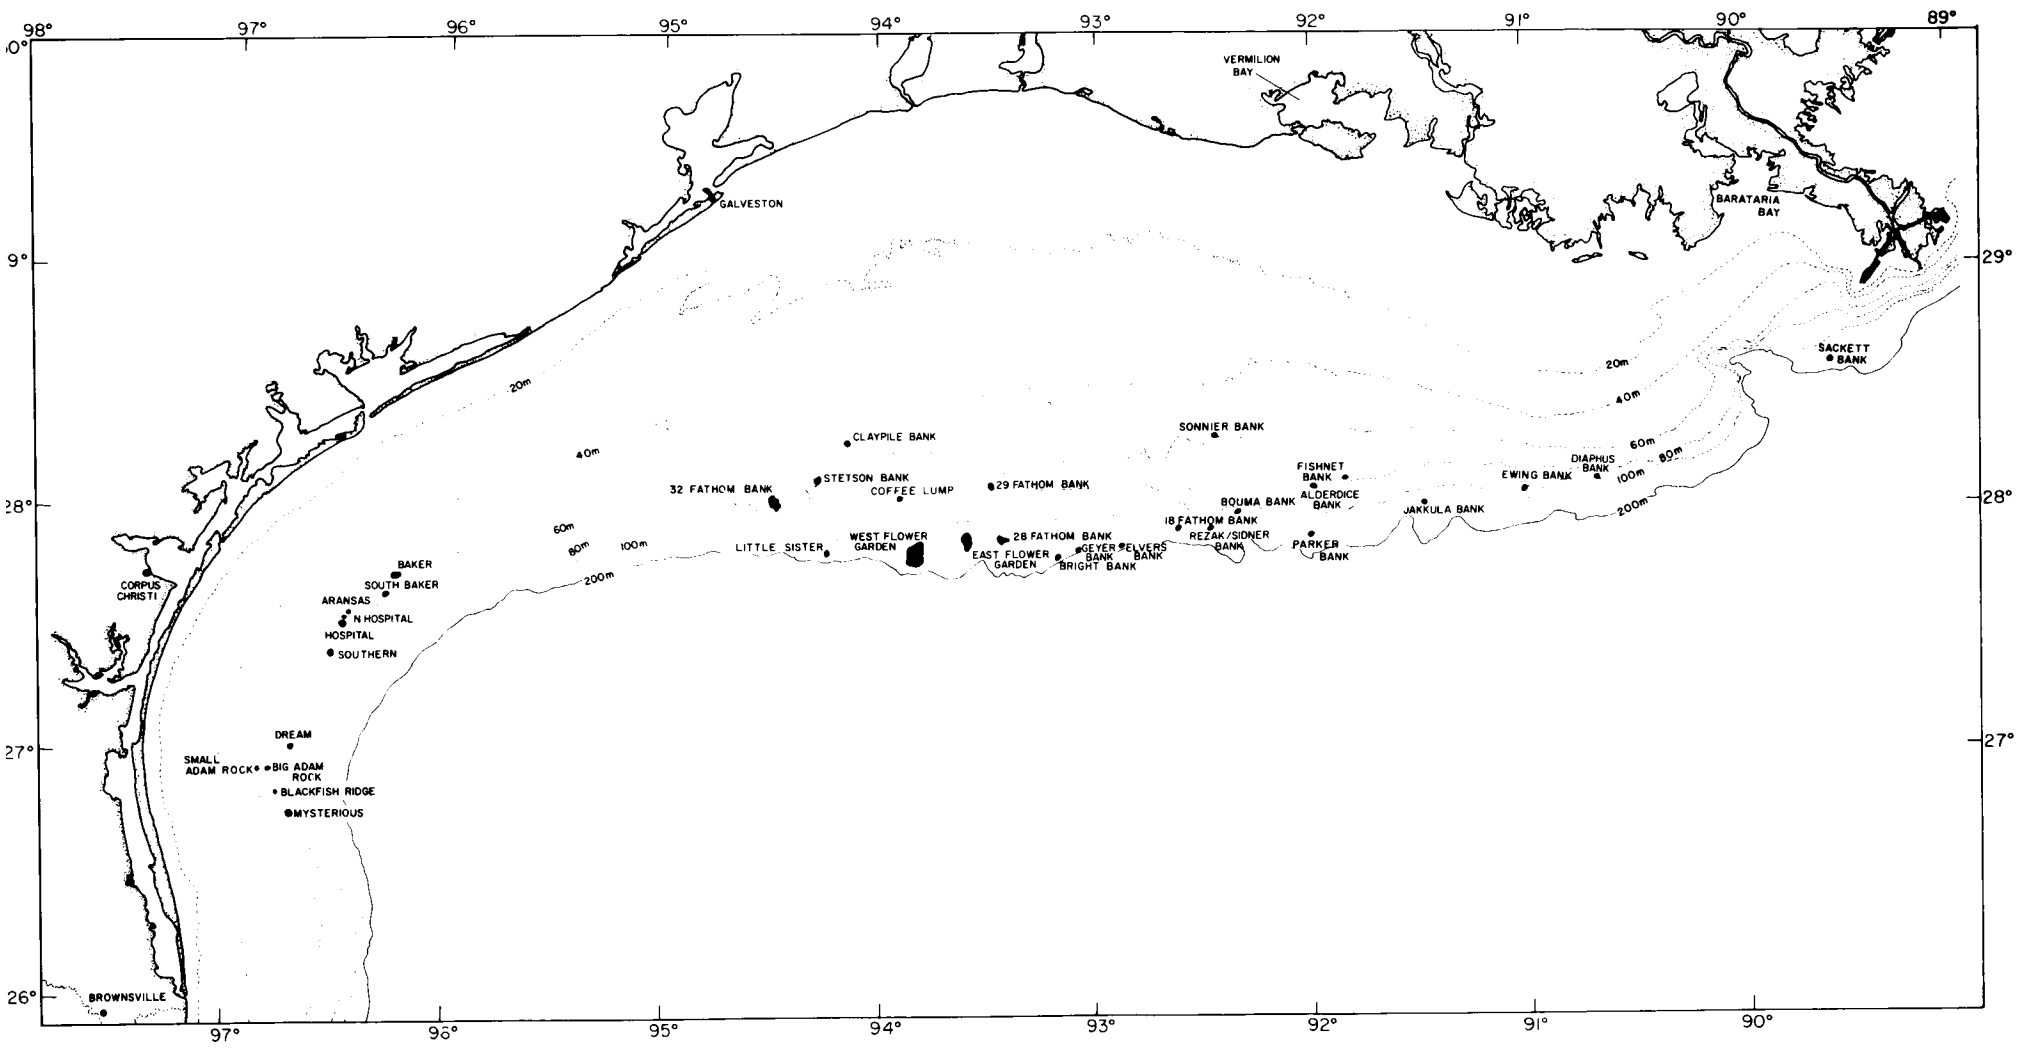 98°
97°
96°
95°
94°
93°
92°
91°
90°
89°
0°
VERMILION
BAY
GALVESTON
BARATARIA
BAY
9°
29°
SACKETT
BANK
20m
20m
40m
CLAYPILE BANK
SONNIER BANK
60m
40m
DIAPHUS
BANK
80m
FISHNET
BANK
EWING BANK
100m
STETSON BANK
32 FATHOM BANK
COFFEE LUMP
29 FATHOM BANK
ALDERDICE
BANK
BOUMA BANK
JAKKULA BANK
200m
28°
28°
18 FATHOM BANK
REZAK/SIDNER
BANK
PARKER
BANK
60m
80m
100m
200m
LITTLE SISTER
WEST FLOWER
GARDEN
28 FATHOM BANK
EAST FLOWER
GARDEN
GEYER
BANK
ELVERS
BANK
BRIGHT BANK
BAKER
SOUTH BAKER
CORPUS
CHRISTI
ARANSAS
N HOSPITAL
HOSPITAL
SOUTHERN
27°
27°
DREAM
SMALL
ADAM ROCK
BIG ADAM
ROCK
BLACKFISH RIDGE
MYSTERIOUS
26°
BROWNSVILLE
97°
96°
95°
94°
93°
92°
91°
90°